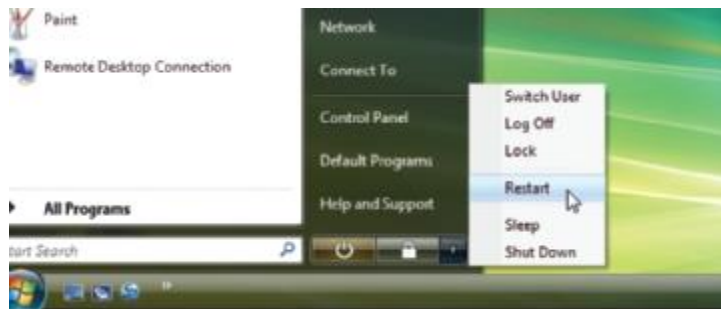 Paint
Remote Desktop Connection
All Programs
tart Search
Network
Connect To
Control Panel
Default Programs
Help and Support
Switch User
Log Off
Lock
Restart
Sleep
Shut Down